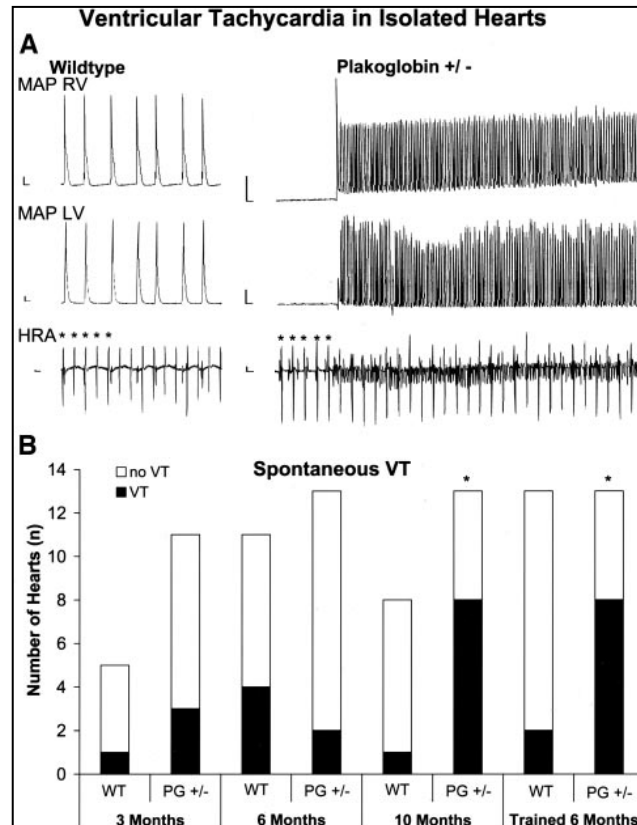 Ventricular Tachycardia in Isolated Hearts
A
Wildtype
Plakoglobin +/ -
MAP RV
MAP LV
HRA
* * * * *
* * * * *
B
Spontaneous VT
no VT
VT
*
*
Number of Hearts (n)
14
12
10
8
6
4
2
0
WT
PG +/-
WT
PG +/-
WT
PG +/-
WT
PG +/-
3 Months
6 Months
10 Months
Trained 6 Months